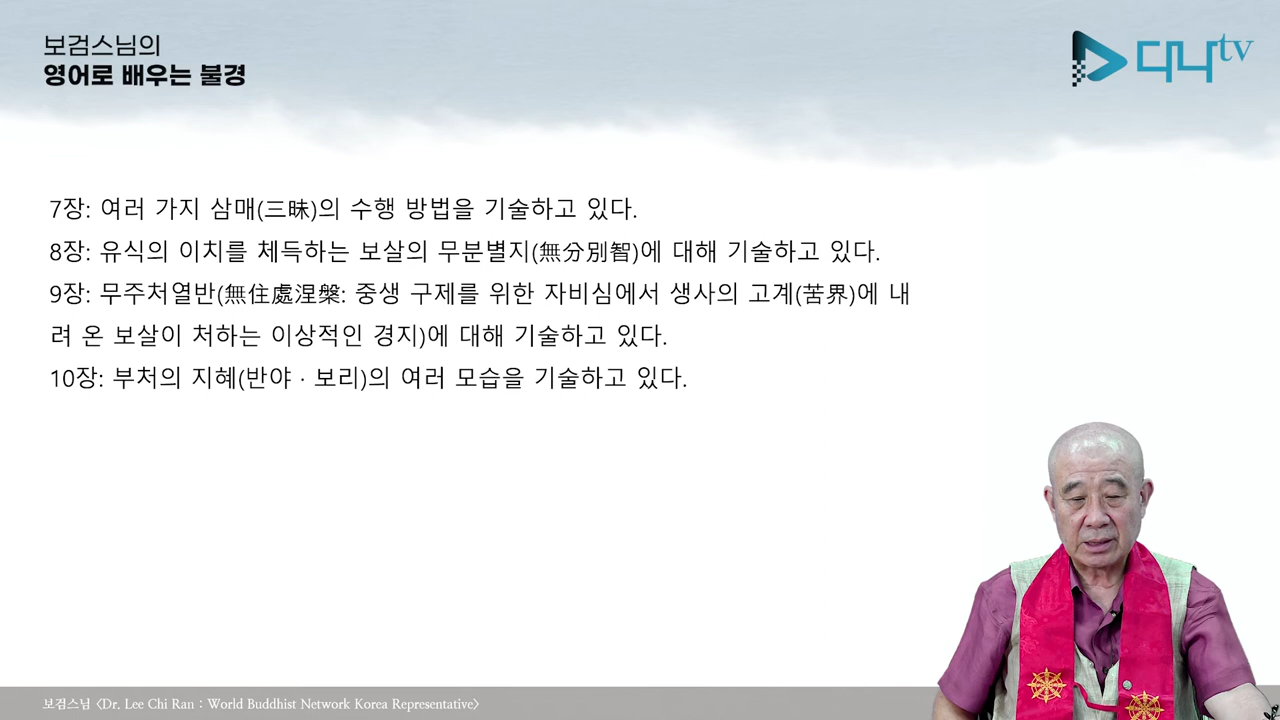 보검스님의
영어로 배우는 불경
다나tv
7장: 여러 가지 삼매(三昧)의 수행 방법을 기술하고 있다.
8장: 유식의 이치를 체득하는 보살의 무분별지(無分別智)에 대해 기술하고 있다.
9장: 무주처열반(無住處涅槃: 중생 구제를 위한 자비심에서 생사의 고계(苦界)에 내
려 온 보살이 처하는 이상적인 경지)에 대해 기술하고 있다.
10장: 부처의 지혜(반야 · 보리)의 여러 모습을 기술하고 있다.
보검스님 <Dr. Lee Chi Ran : World Buddhist Network Korea Representative>